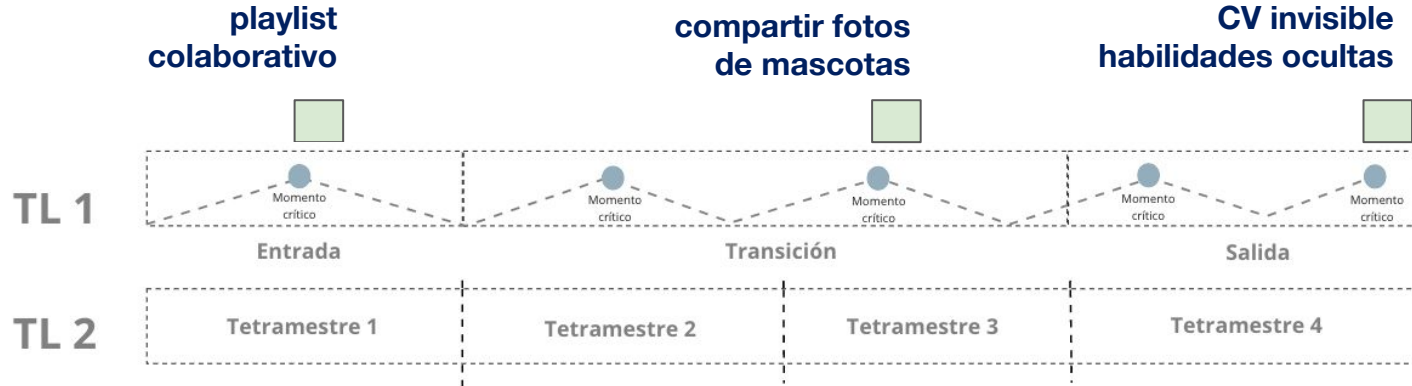 playlist
colaborativo
compartir fotos
de mascotas
CV invisible
habilidades ocultas
TL 1
Momento
crítico
Momento
crítico
Momento
crítico
Momento
crítico
Momento
crítico
Entrada
Transición
Salida
TL 2
Tetramestre 1
Tetramestre 2
Tetramestre 3
Tetramestre 4